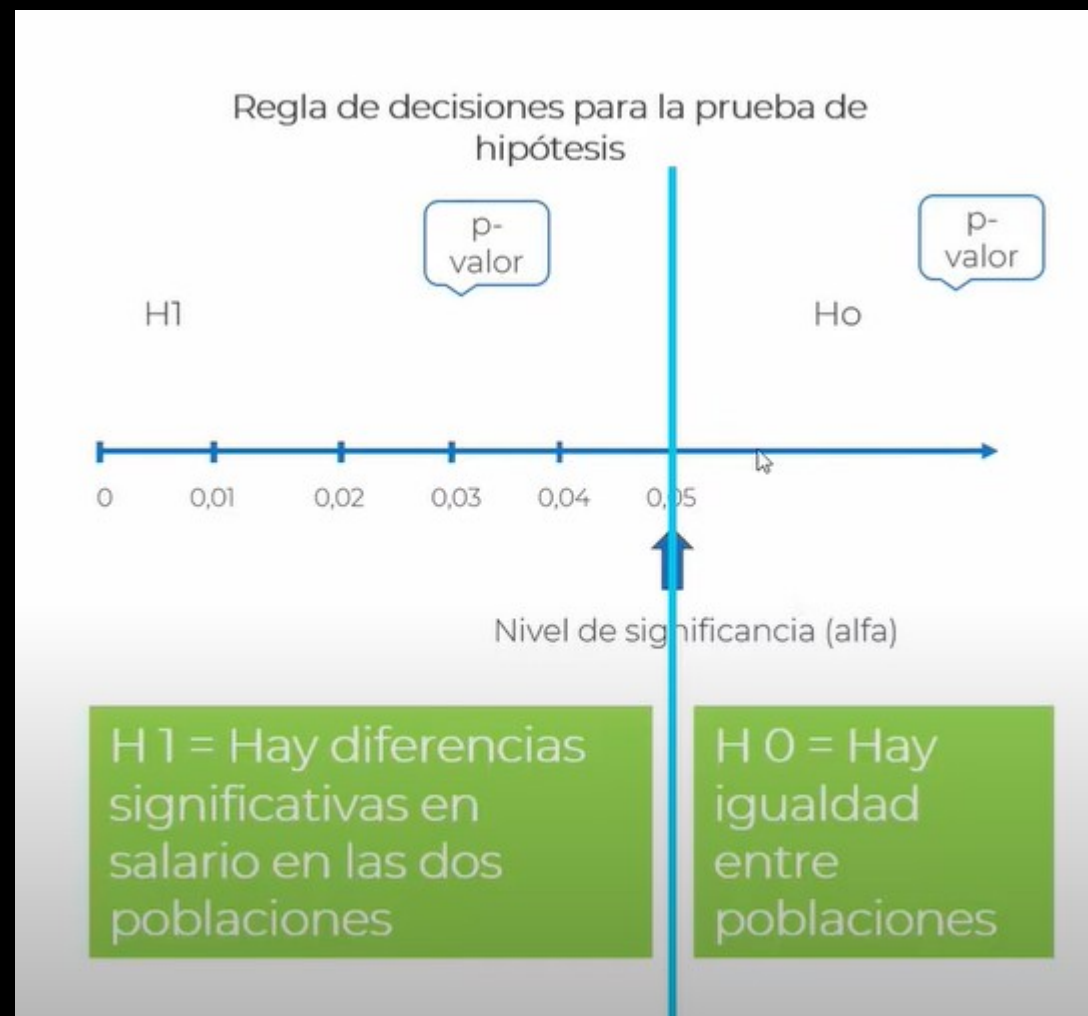 Regla de decisiones para la prueba de
hipótesis
p-
valor
p-
valor
H1
Ho
0
0,01
0,02
0,03
0,04
0,05
Nivel de significancia (alfa)
H 1 = Hay diferencias
significativas en
salario en las dos
poblaciones
H 0 = Hay
igualdad
entre
poblaciones